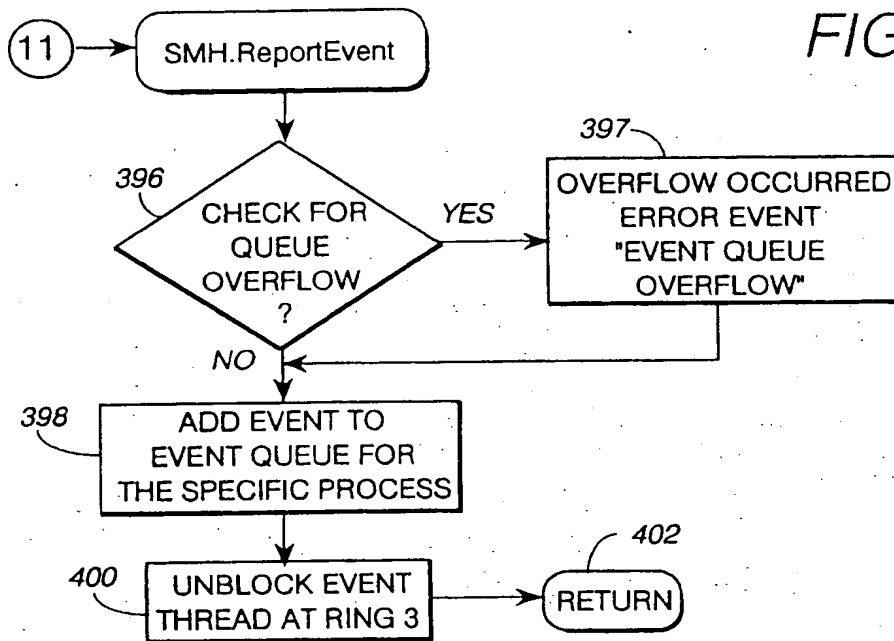 11
SMH.ReportEvent
FIG
396
CHECK FOR
QUEUE
OVERFLOW
?
YES
397
OVERFLOW OCCURRED
ERROR EVENT
"EVENT QUEUE
OVERFLOW"
NO
398
ADD EVENT TO
EVENT QUEUE FOR
THE SPECIFIC PROCESS
400
UNBLOCK EVENT
THREAD AT RING 3
402
RETURN